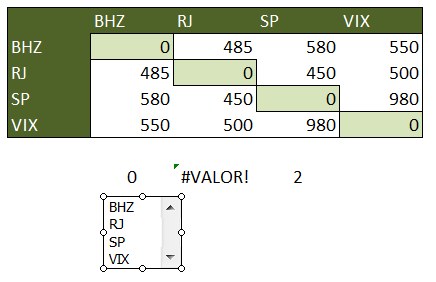 BHZ RJ SP VIX
BHZ 0 485 580 550
RJ 485 0 450 500
SP 580 450 0 980
VIX 550 500 980 0
0 #VALOR! 2
BHZ
RJ
SP
VIX